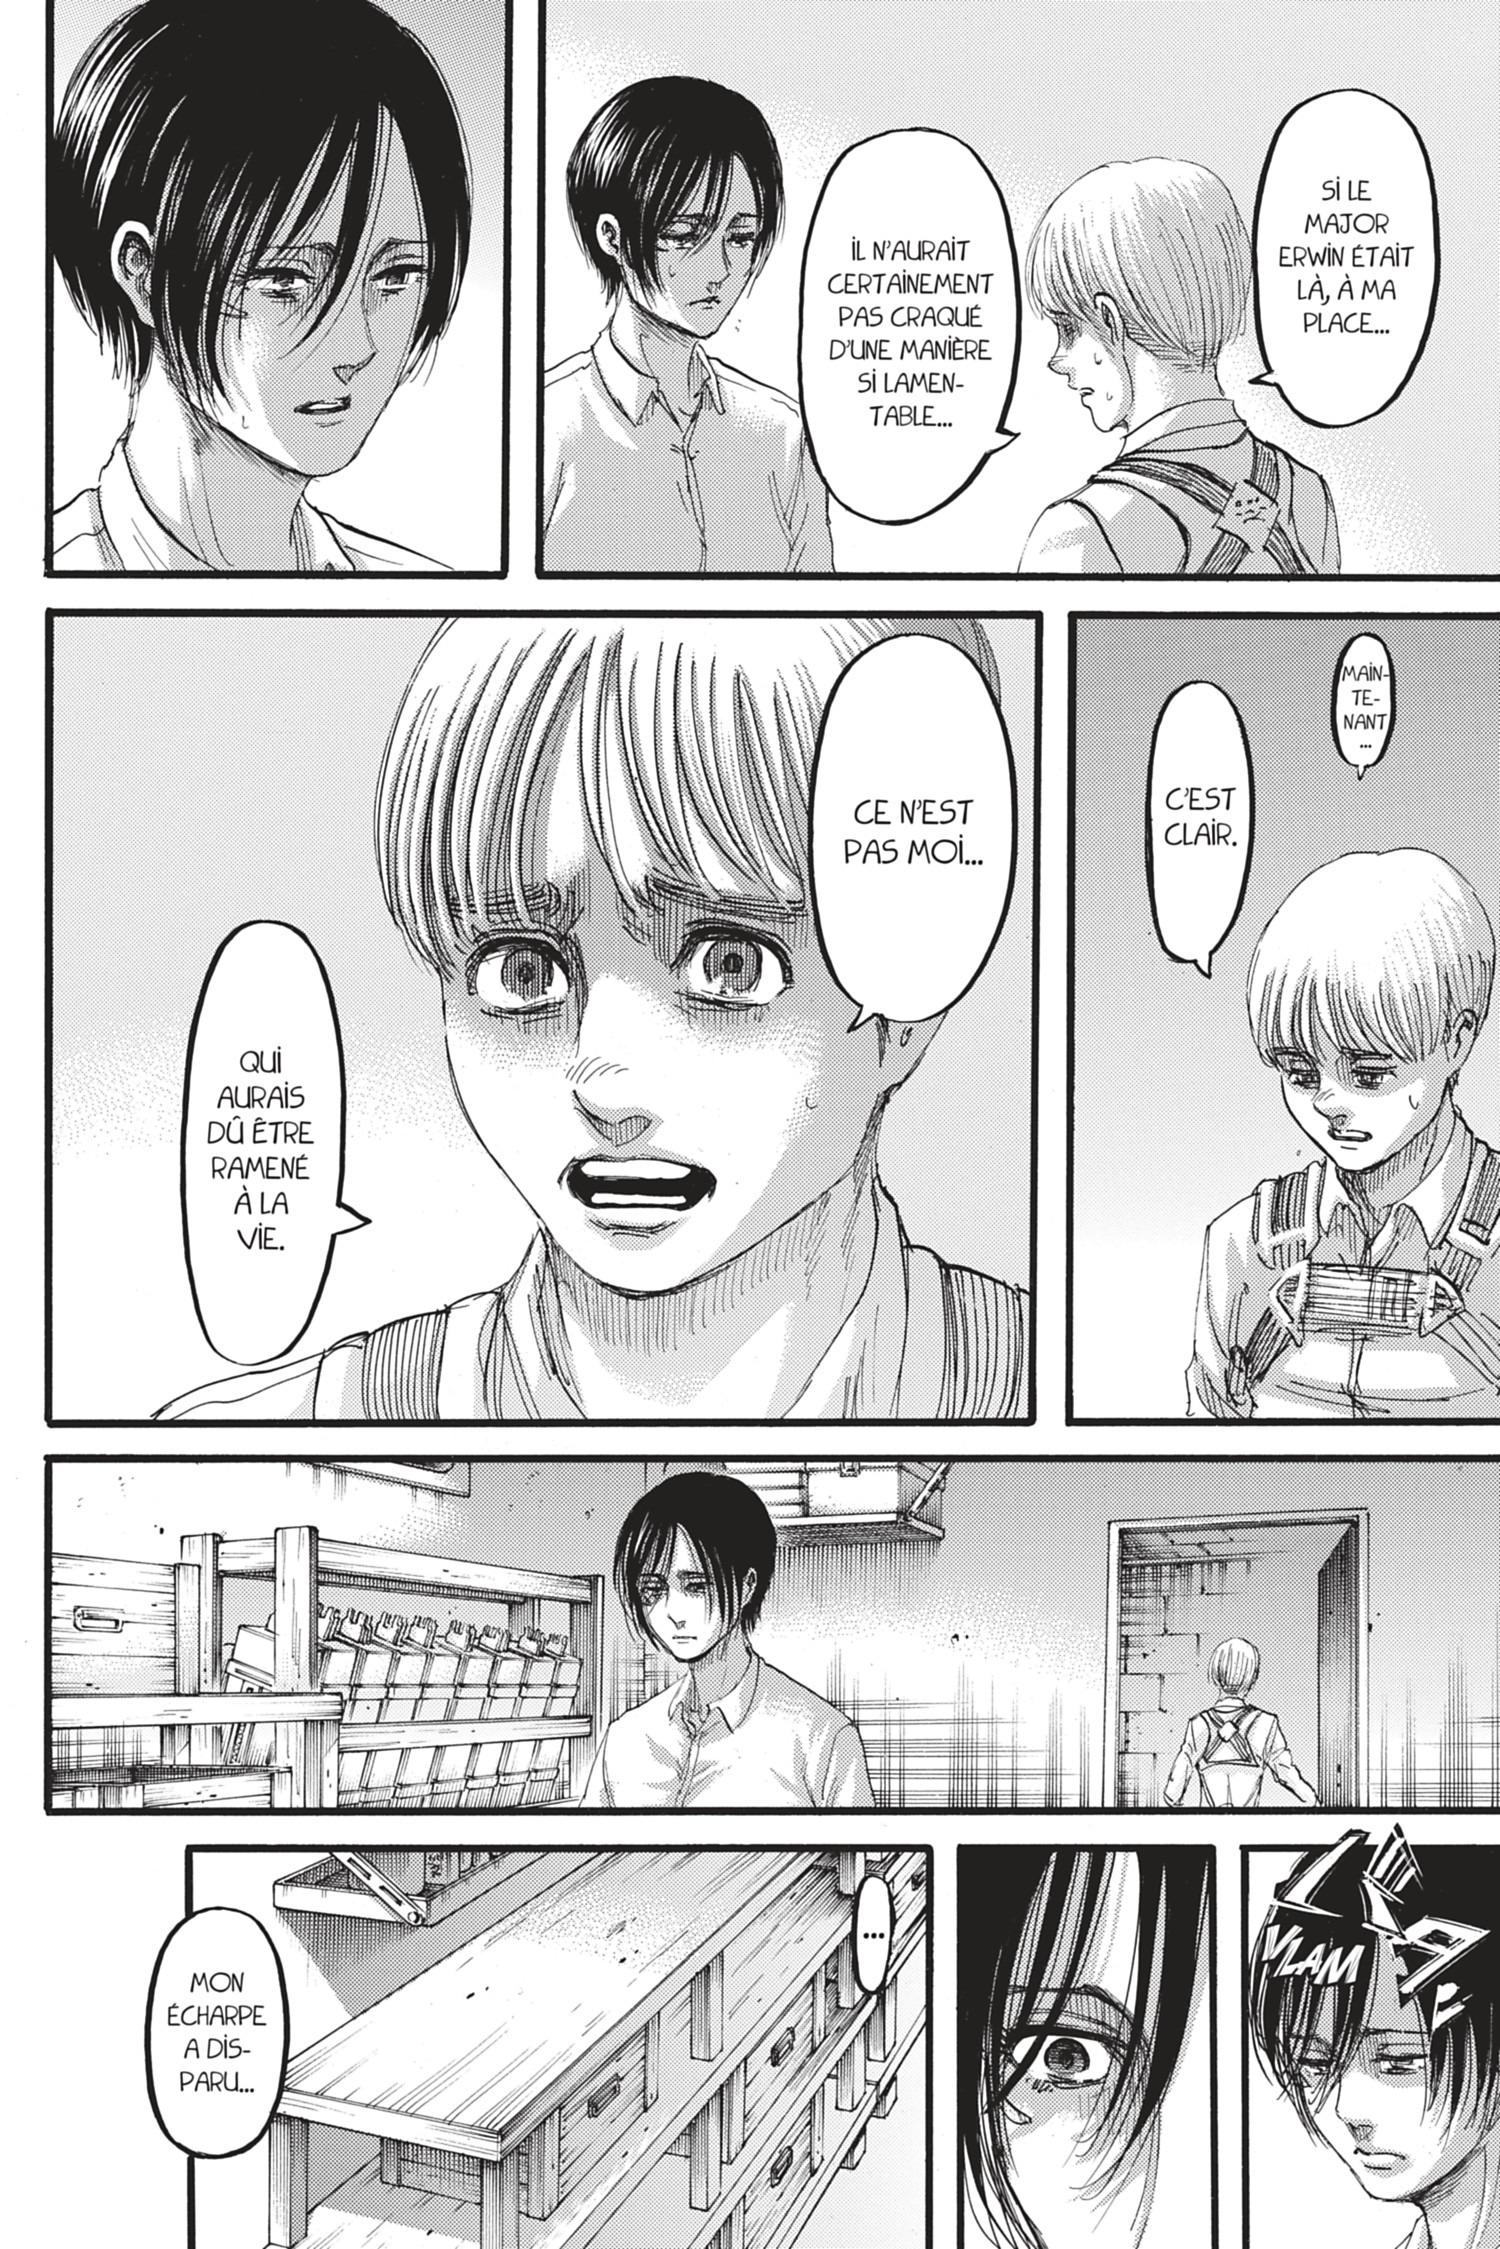 SI LE
MAJOR
ERWIN ÉTAIT
LÀ, À MA
PLACE...
IL N'AURAIT
CERTAINEMENT
PAS CRAQUÉ
D'UNE MANIÈRE
SI LAMEN-
TABLE...
MAIN-
TE-
NANT
...
C'EST
CLAIR.
CE N'EST
PAS MOI...
QUI
AURAIS
DÛ ÊTRE
RAMENÉ
À LA
VIE.
VLAM
...
MON
ÉCHARPE
A DIS-
PARU...